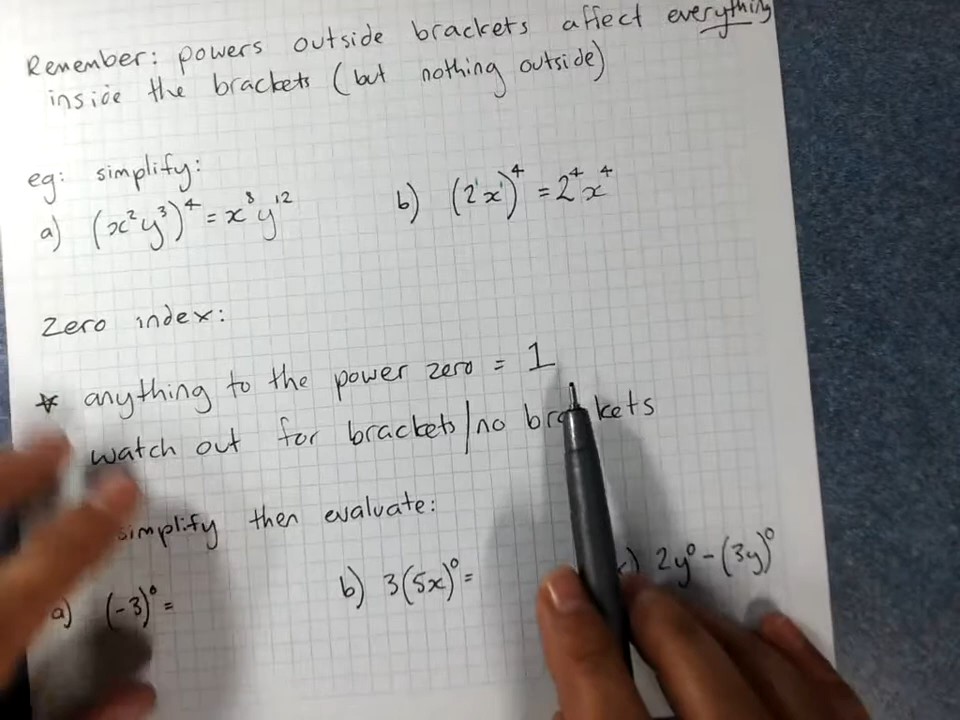 Remember: powers outside brackets affect everything
inside the brackets (but nothing outside)
eg: simplify:
a) (x²y³)⁴ = x⁸y¹² b) (2¹x¹)⁴ = 2⁴x⁴
Zero index:
* anything to the power zero = 1
watch out for brackets/no brackets
simplify then evaluate:
a) (-3)⁰ = b) 3(5x)⁰ = c) 2y⁰ - (3y)⁰